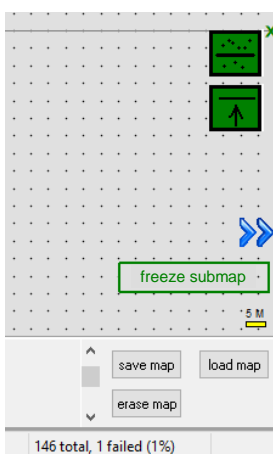 freeze submap
5 M
save map
load map
erase map
146 total, 1 failed (1%)